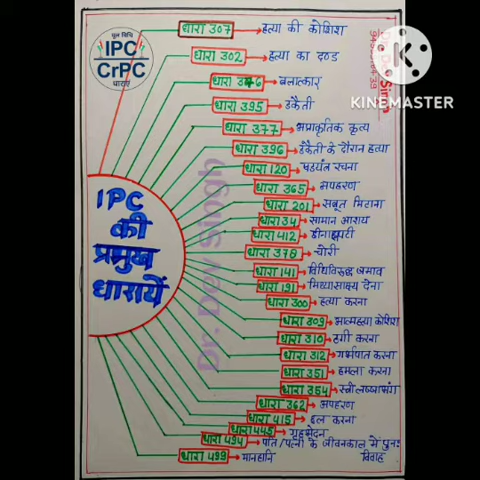 मूल विधि
IPC
CrPC
धाराएं
KINEMASTER
Dr. Dev Singh
IPC
की
प्रमुख
धारायें
धारा 307 → हत्या की कोशिश
धारा 302 → हत्या का दण्ड
धारा 376 → बलात्कार
धारा 395 → डकैती
धारा 377 → अप्राकृतिक कृत्य
धारा 396 → डकैती के दौरान हत्या
धारा 120 → षडयंत्र रचना
धारा 365 → अपहरण
धारा 201 → सबूत मिटाना
धारा 34 → सामान आशय
धारा 412 → छीनाझपटी
धारा 378 → चोरी
धारा 141 → विधिविरुद्ध जमाव
धारा 191 → मिथ्यासाक्ष्य देना
धारा 300 → हत्या करना
धारा 309 → आत्महत्या कोशिश
धारा 310 → ठगी करना
धारा 312 → गर्भपात करना
धारा 351 → हमला करना
धारा 354 → स्त्रीलज्जाभंग
धारा 362 → अपहरण
धारा 415 → छल करना
धारा 445 → गृहभेदन
धारा 494 → पति/पत्नी के जीवनकाल में पुनः विवाह
धारा 499 → मानहानि